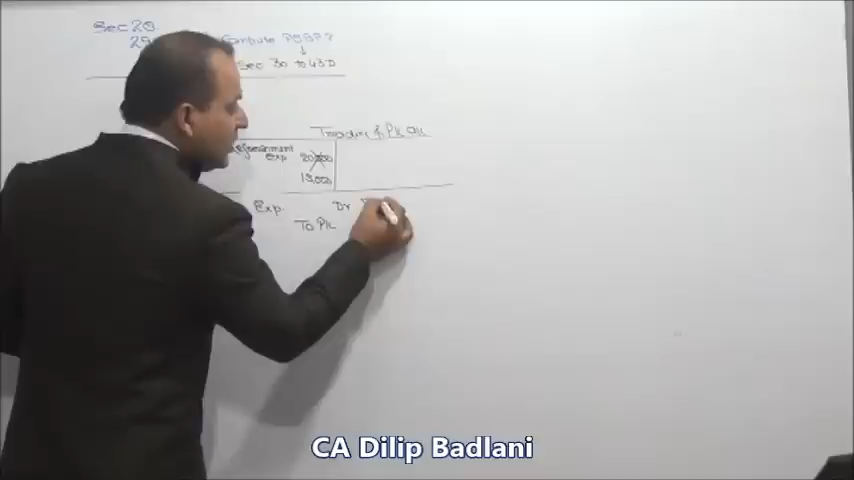 Sec 28
29 Compute PGBP?
↓
Sec 30 to 43D
Trading & P/L a/c
Exp 20,000
19,000
Exp. Dr
To P/L
CA Dilip Badlani